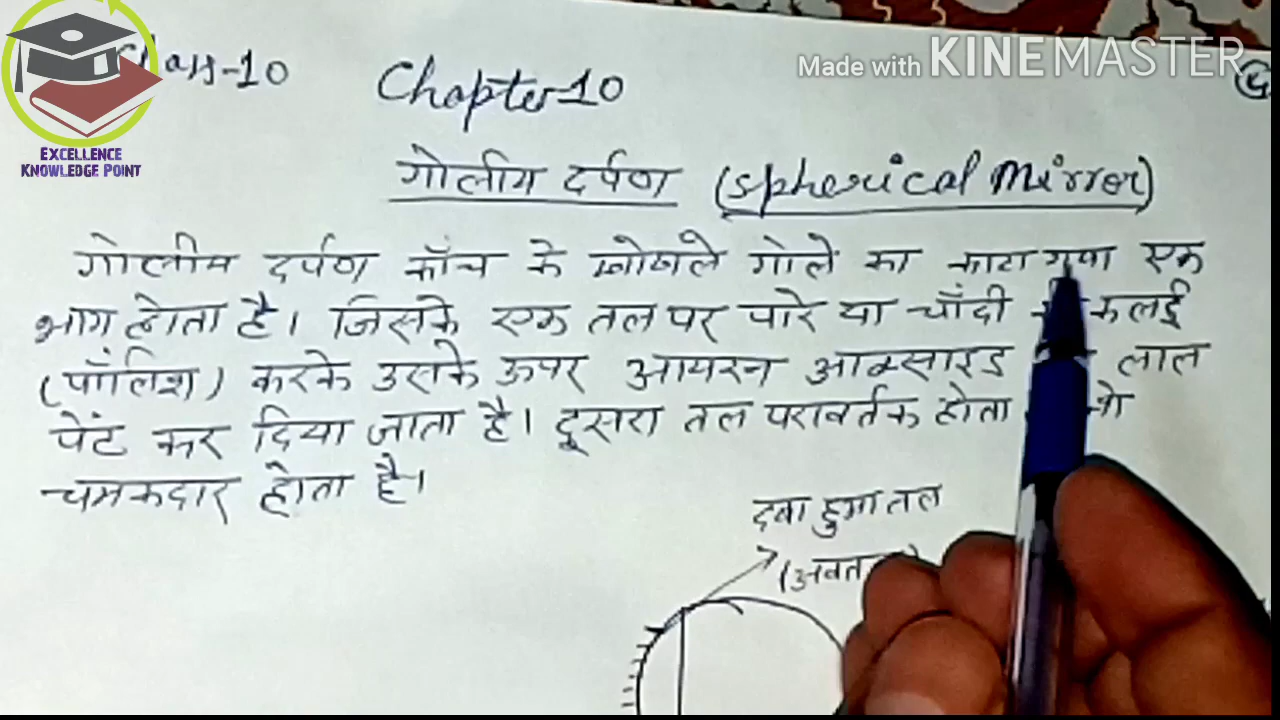 Class-10
Chapter-10
Made with KINEMASTER
EXCELLENCE
KNOWLEDGE POINT
गोलीय दर्पण (Spherical Mirror)
गोलीय दर्पण काँच के खोखले गोले का काटा गया एक
भाग होता है। जिसके एक तल पर पारे या चाँदी कलई
(पॉलिश) करके उसके ऊपर आयरन आक्साइड लाल
पेंट कर दिया जाता है। दूसरा तल परावर्तक होता
चमकदार होता है।
दबा हुआ तल